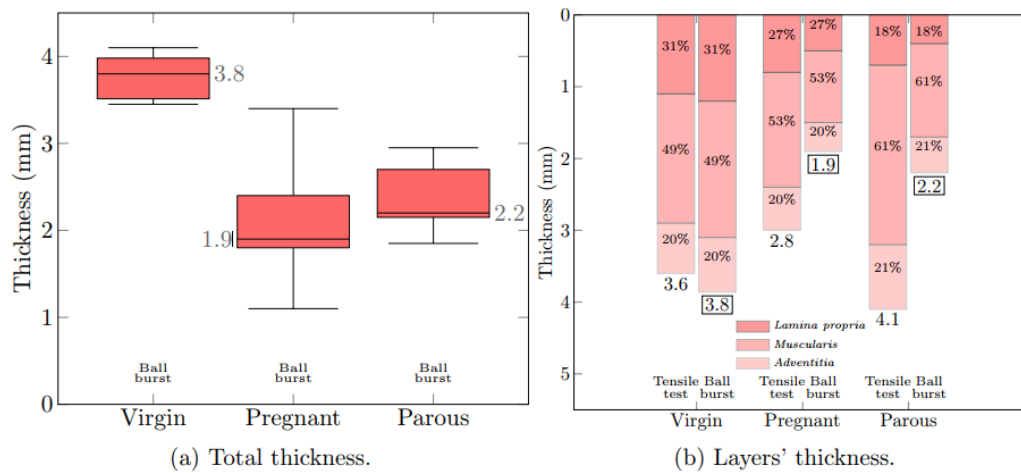 4
3
2
1
0
Thickness (mm)
3.8
1.9
2.2
Ball
burst
Ball
burst
Ball
burst
Virgin
Pregnant
Parous
(a) Total thickness.
0
1
2
3
4
5
Thickness (mm)
31%
49%
20%
3.6
31%
49%
20%
3.8
27%
53%
20%
2.8
27%
53%
20%
1.9
18%
61%
21%
4.1
18%
61%
21%
2.2
Lamina propria
Muscularis
Adventitia
Tensile
test
Ball
burst
Tensile
test
Ball
burst
Tensile
test
Ball
burst
Virgin
Pregnant
Parous
(b) Layers' thickness.